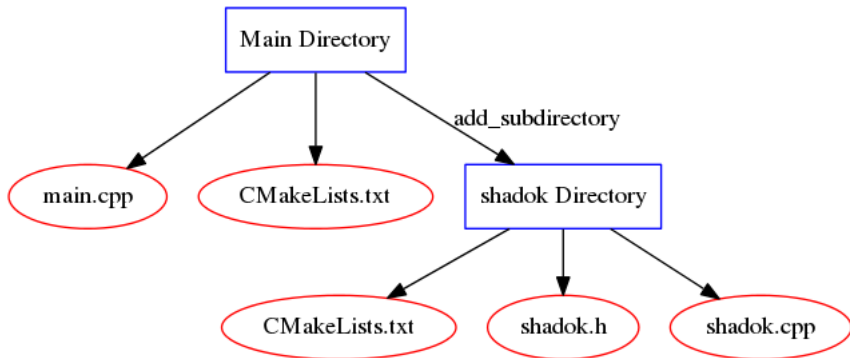 Main Directory
add_subdirectory
main.cpp
CMakeLists.txt
shadok Directory
CMakeLists.txt
shadok.h
shadok.cpp